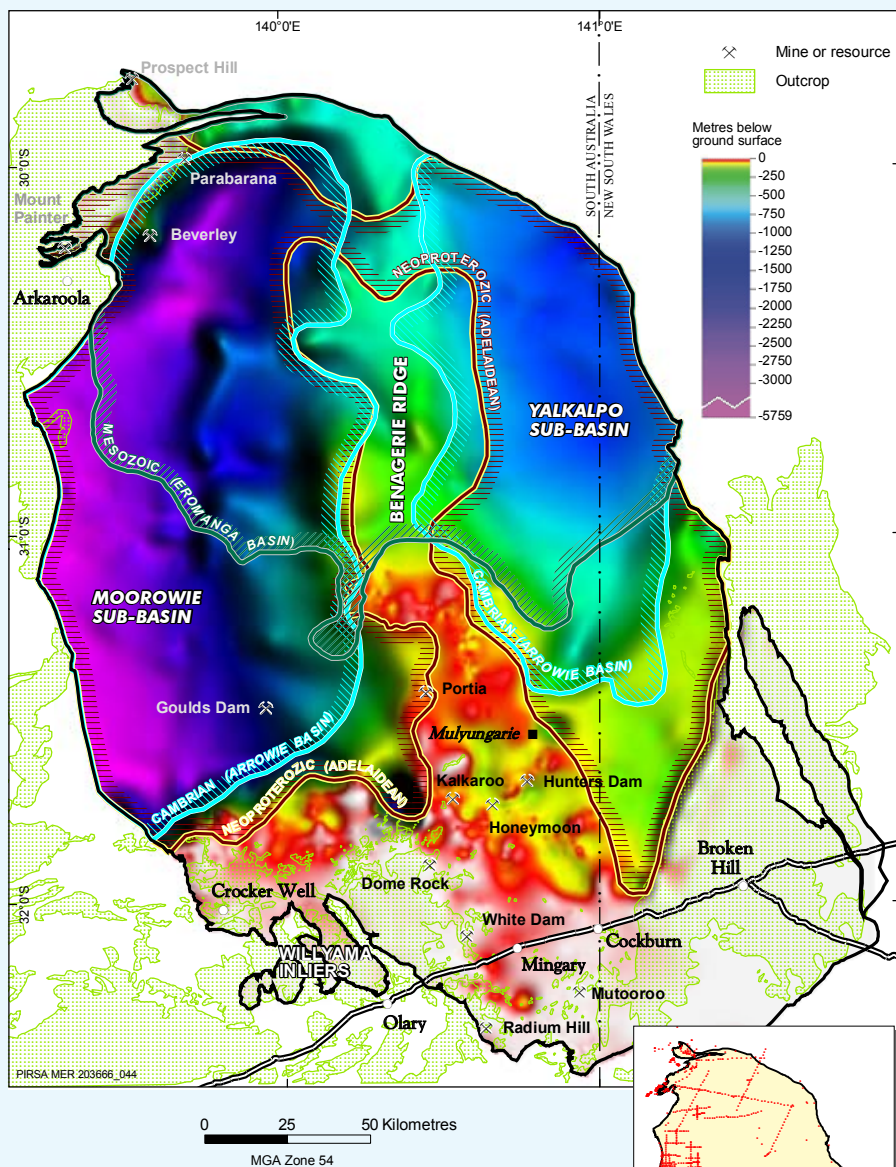 140°0'E
141°0'E
Mine or resource
Outcrop
Metres below
ground surface
0
-250
-500
-750
-1000
-1250
-1500
-1750
-2000
-2250
-2500
-2750
-3000
-5759
SOUTH AUSTRALIA
NEW SOUTH WALES
30°0'S
31°0'S
32°0'S
Prospect Hill
Parabarana
Mount
Painter
Beverley
Arkaroola
NEOPROTEROZIC (ADELAIDEAN)
BENAGERIE RIDGE
YALKALPO
SUB-BASIN
MESOZOIC (EROMANGA BASIN)
MOOROWIE
SUB-BASIN
CAMBRIAN (ARROWIE BASIN)
Portia
Goulds Dam
Mulyungarie
CAMBRIAN (ARROWIE BASIN)
NEOPROTEROZIC (ADELAIDEAN)
Kalkaroo
Hunters Dam
Honeymoon
Broken
Hill
Dome Rock
Crocker Well
White Dam
Cockburn
WILLYAMA
INLIERS
Mingary
Mutooroo
Olary
Radium Hill
PIRSA MER 203666_044
0 25 50 Kilometres
MGA Zone 54